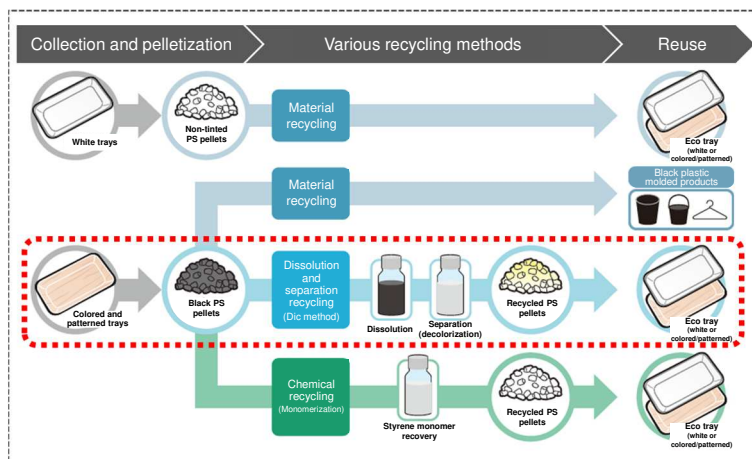 Collection and pelletization
Various recycling methods
Reuse
White trays
Non-tinted
PS pellets
Material
recycling
Eco tray
(white or
colored/patterned)
Material
recycling
Black plastic
molded products
Colored and
patterned trays
Black PS
pellets
Dissolution
and
separation
recycling
(Dic method)
Dissolution
Separation
(decolorization)
Recycled PS
pellets
Eco tray
(white or
colored/patterned)
Chemical
recycling
(Monomerization)
Styrene monomer
recovery
Recycled PS
pellets
Eco tray
(white or
colored/patterned)